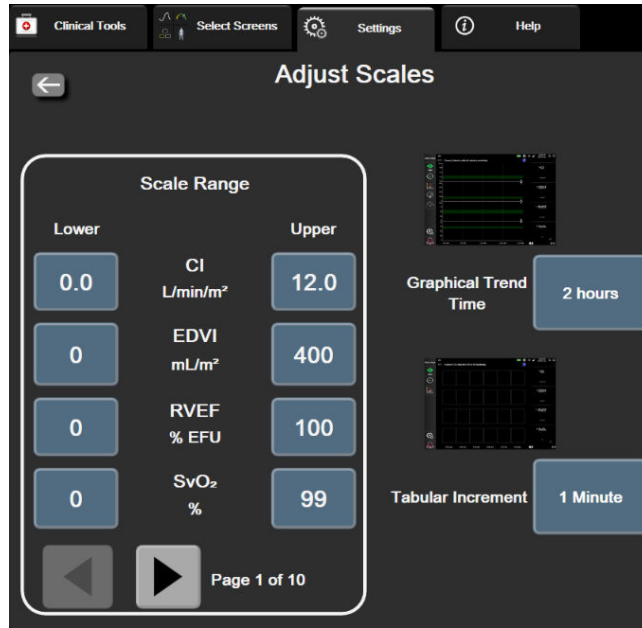 Clinical Tools
Select Screens
Settings
Help
Adjust Scales
Scale Range
Lower
Upper
0.0
CI
L/min/m²
12.0
0
EDVI
mL/m²
400
0
RVEF
% EFU
100
0
SvO₂
%
99
Page 1 of 10
Graphical Trend
Time
2 hours
Tabular Increment
1 Minute